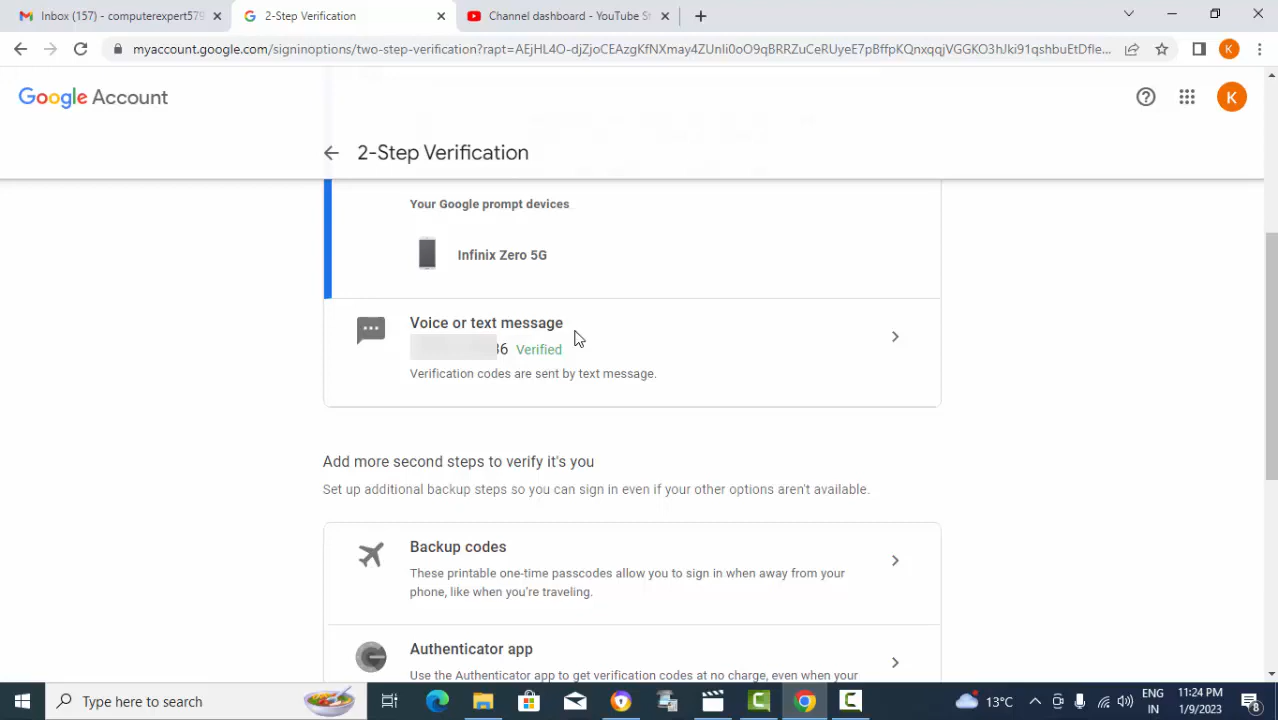 Inbox (157) - computerexpert579
2-Step Verification
Channel dashboard - YouTube St
myaccount.google.com/signinoptions/two-step-verification?rapt=
K
Google Account
K
2-Step Verification
Your Google prompt devices
Infinix Zero 5G
Voice or text message
36 Verified
Verification codes are sent by text message.
Add more second steps to verify it's you
Set up additional backup steps so you can sign in even if your other options aren't available.
Backup codes
These printable one-time passcodes allow you to sign in when away from your
phone, like when you're traveling.
Authenticator app
Use the Authenticator app to get verification codes at no charge, even when your
Type here to search
13°C
ENG
IN
11:24 PM
1/9/2023
8